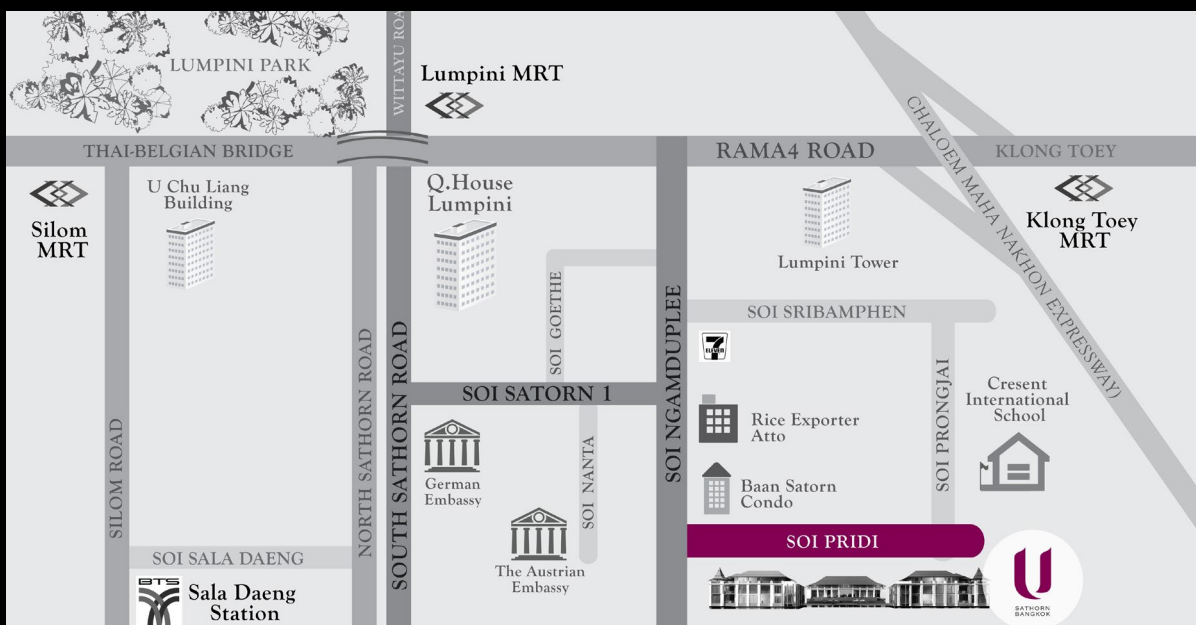 LUMPINI PARK
WITTAYU ROA
Lumpini MRT
CHALOEM MAHA NAKHON EXPRESSWAY)
THAI-BELGIAN BRIDGE
RAMA4 ROAD
KLONG TOEY
Silom
MRT
U Chu Liang
Building
Q.House
Lumpini
Lumpini Tower
Klong Toey
MRT
SOI GOETHE
SOI NGAMDUPLEE
SOI SRIBAMPHEN
7
ELEVEN
SILOM ROAD
NORTH SATHORN ROAD
SOUTH SATHORN ROAD
SOI SATORN 1
Rice Exporter
Atto
SOI PRONGJAI
Cresent
International
School
German
Embassy
SOI NANTA
Baan Satorn
Condo
The Austrian
Embassy
SOI PRIDI
SOI SALA DAENG
BTS
Sala Daeng
Station
U
SATHORN
BANGKOK